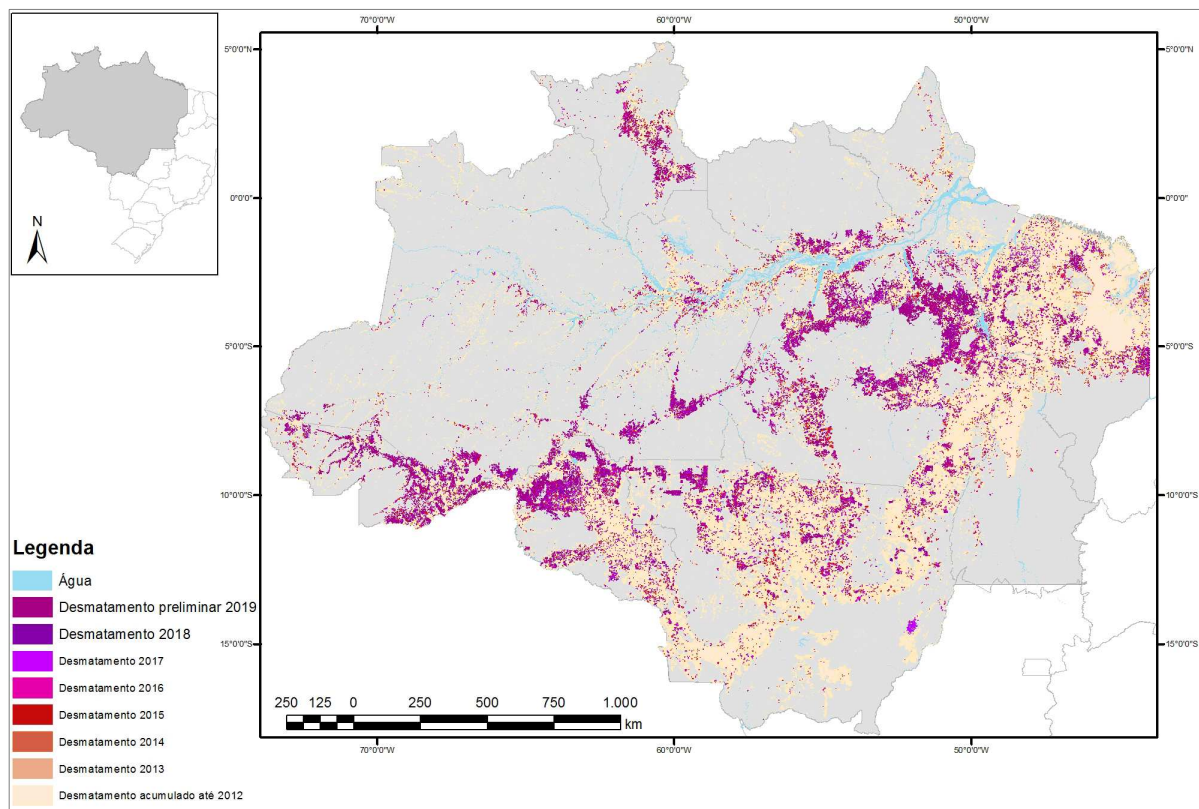 70°0'0"W 60°0'0"W 50°0'0"W
5°0'0"N 5°0'0"N
N
0°0'0" 0°0'0"
5°0'0"S 5°0'0"S
10°0'0"S 10°0'0"S
Legenda
Água
Desmatamento preliminar 2019
Desmatamento 2018
15°0'0"S 15°0'0"S
Desmatamento 2017
Desmatamento 2016
Desmatamento 2015
Desmatamento 2014
Desmatamento 2013
Desmatamento acumulado até 2012
250 125 0 250 500 750 1.000
km
70°0'0"W 60°0'0"W 50°0'0"W